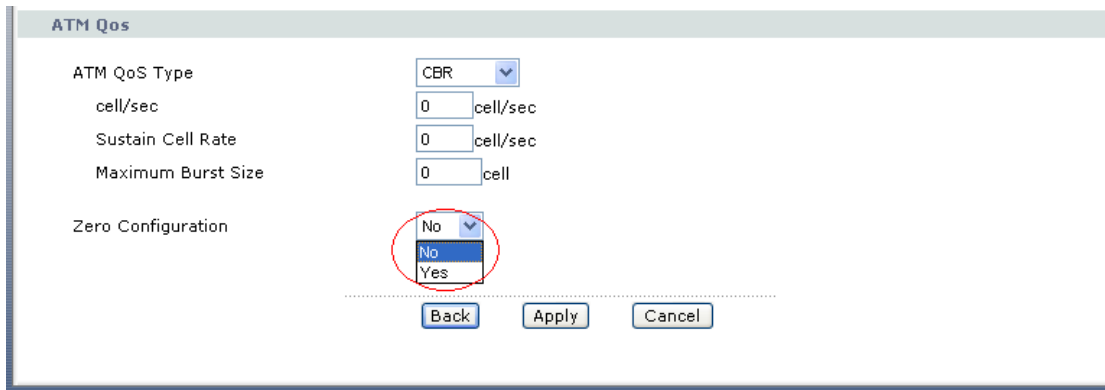 ATM Qos
ATM QoS Type CBR
cell/sec 0 cell/sec
Sustain Cell Rate 0 cell/sec
Maximum Burst Size 0 cell
Zero Configuration No
No
Yes
Back Apply Cancel